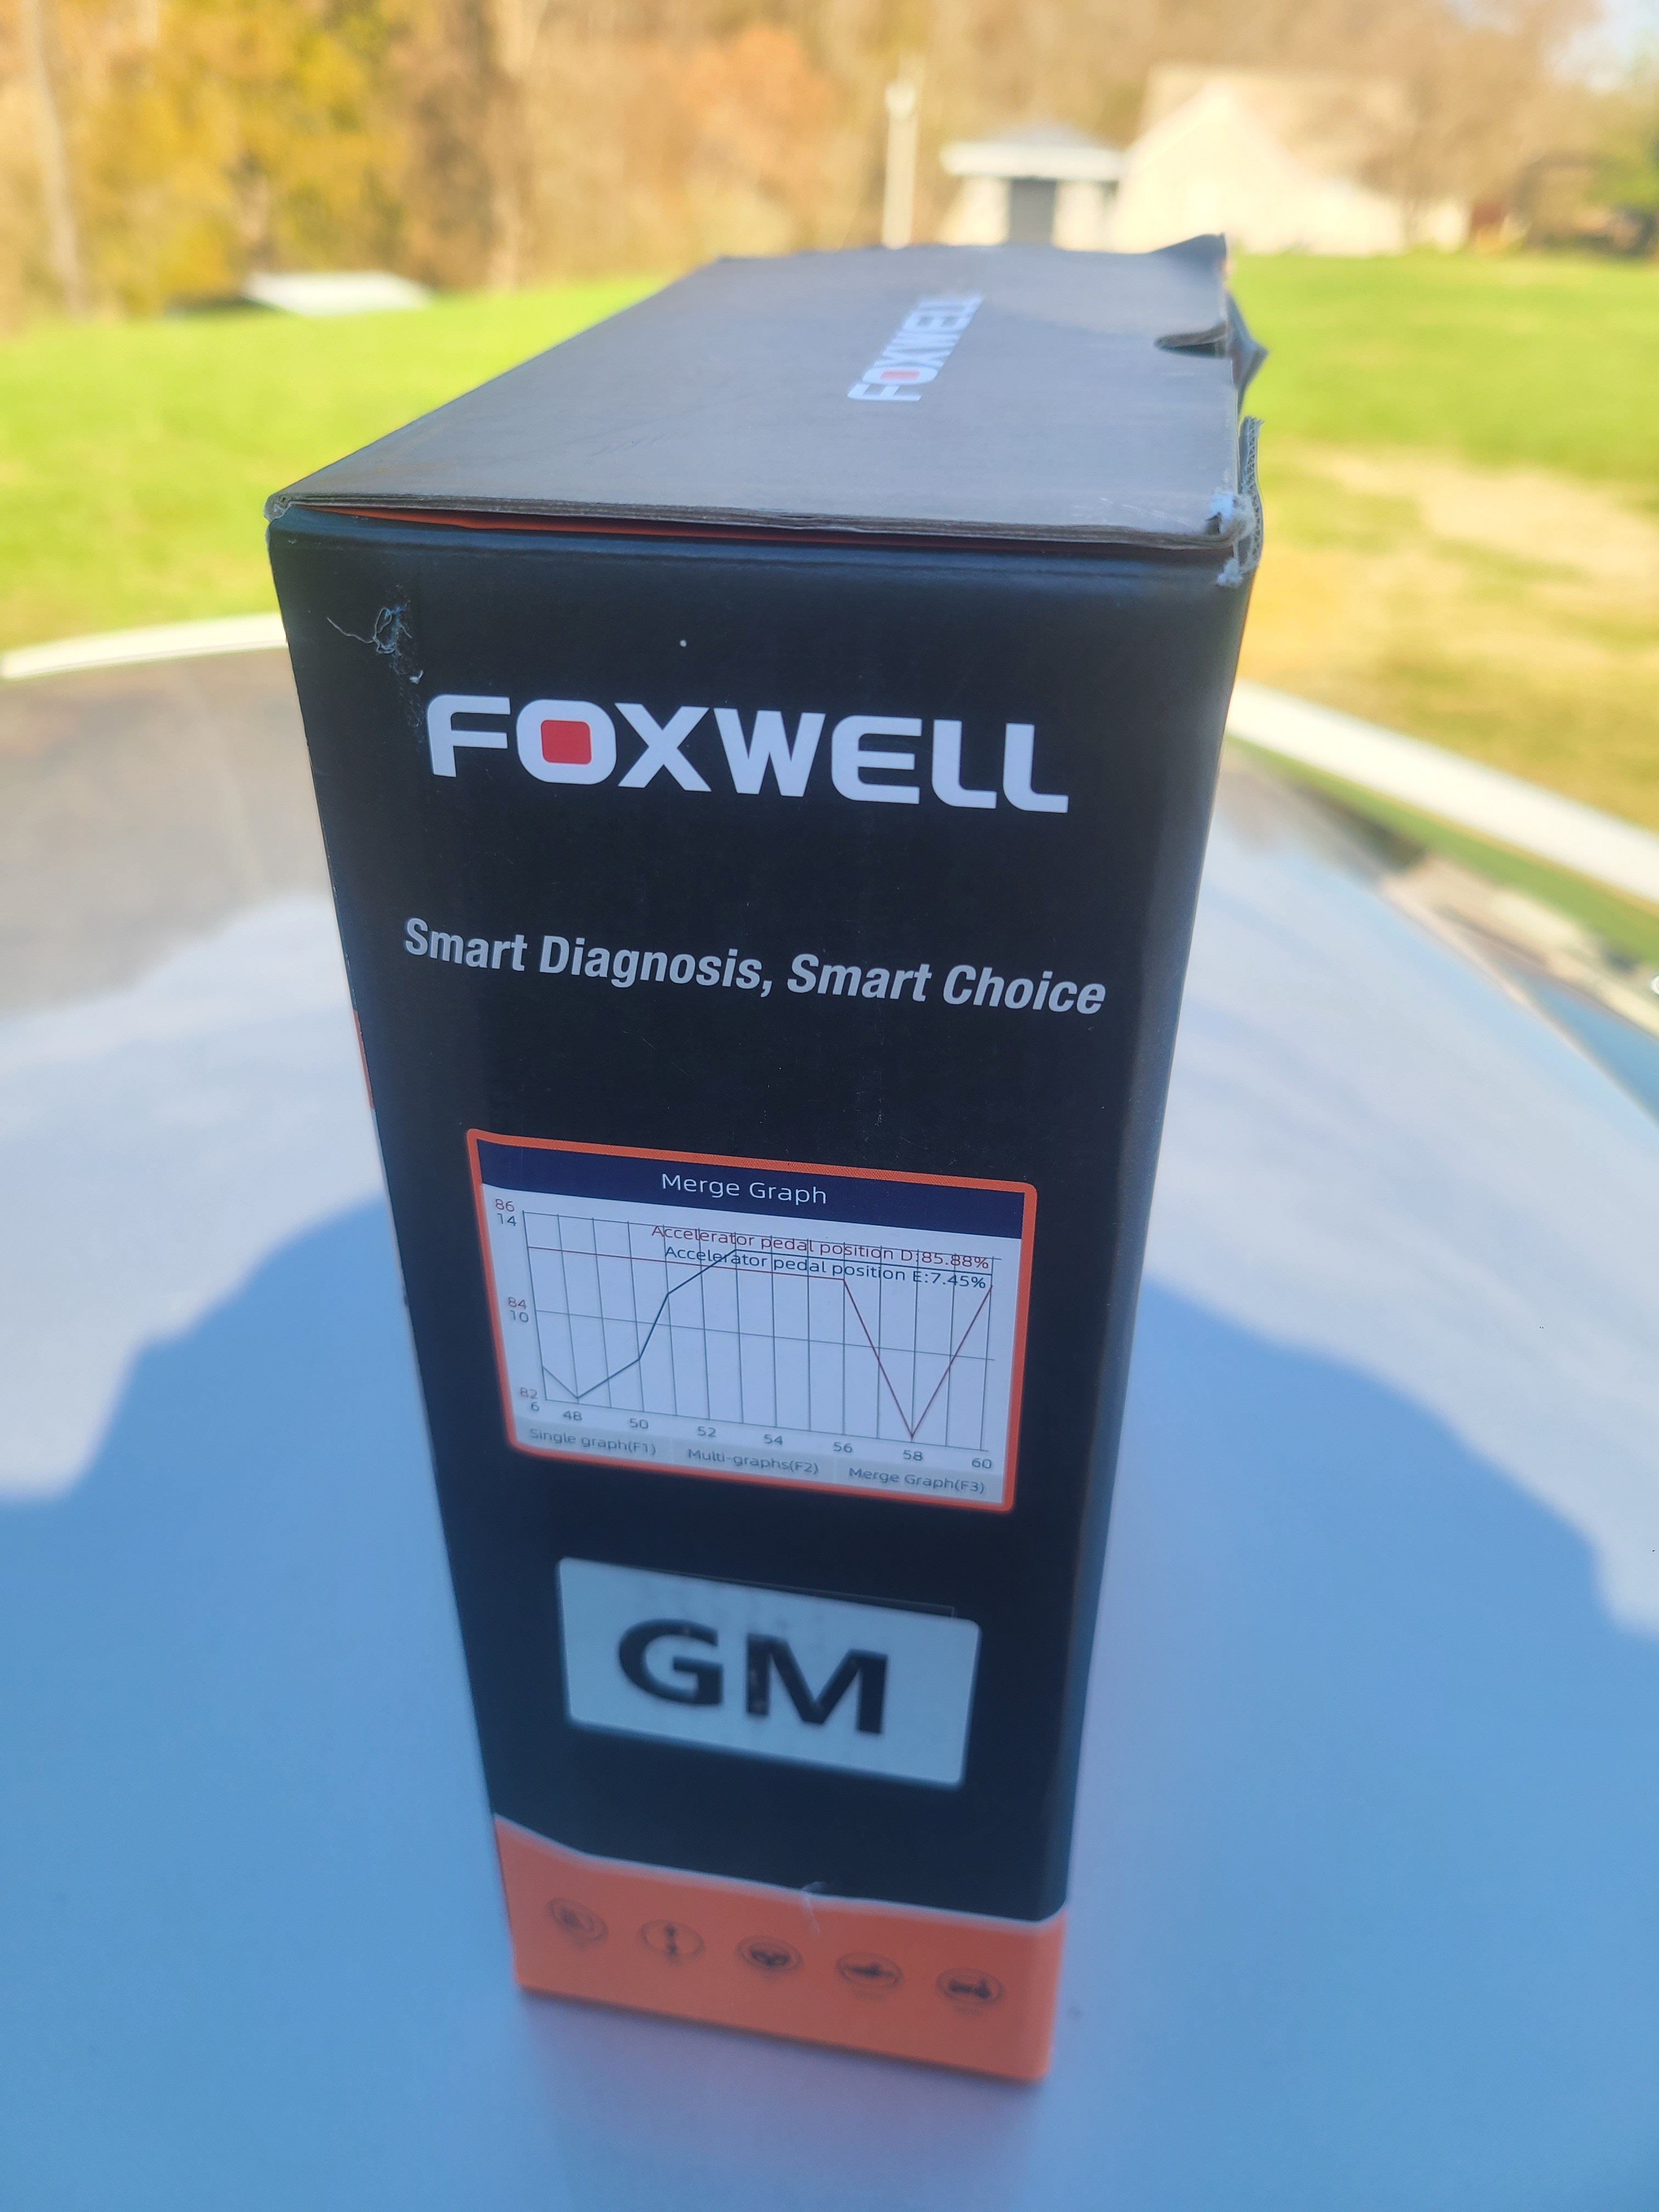 FOXWELL
FOXWELL
Smart Diagnosis, Smart Choice
Merge Graph
86
14
Accelerator pedal position D:85.88%
Accelerator pedal position E:7.45%
84
10
82
6 48 50 52 54 56 58 60
Single graph(F1) Multi-graphs(F2) Merge Graph(F3)
GM